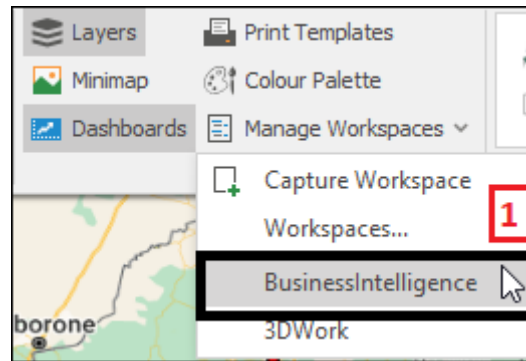 Layers
Print Templates
Minimap
Colour Palette
Dashboards
Manage Workspaces
Capture Workspace
Workspaces...
1
BusinessIntelligence
3DWork
borone